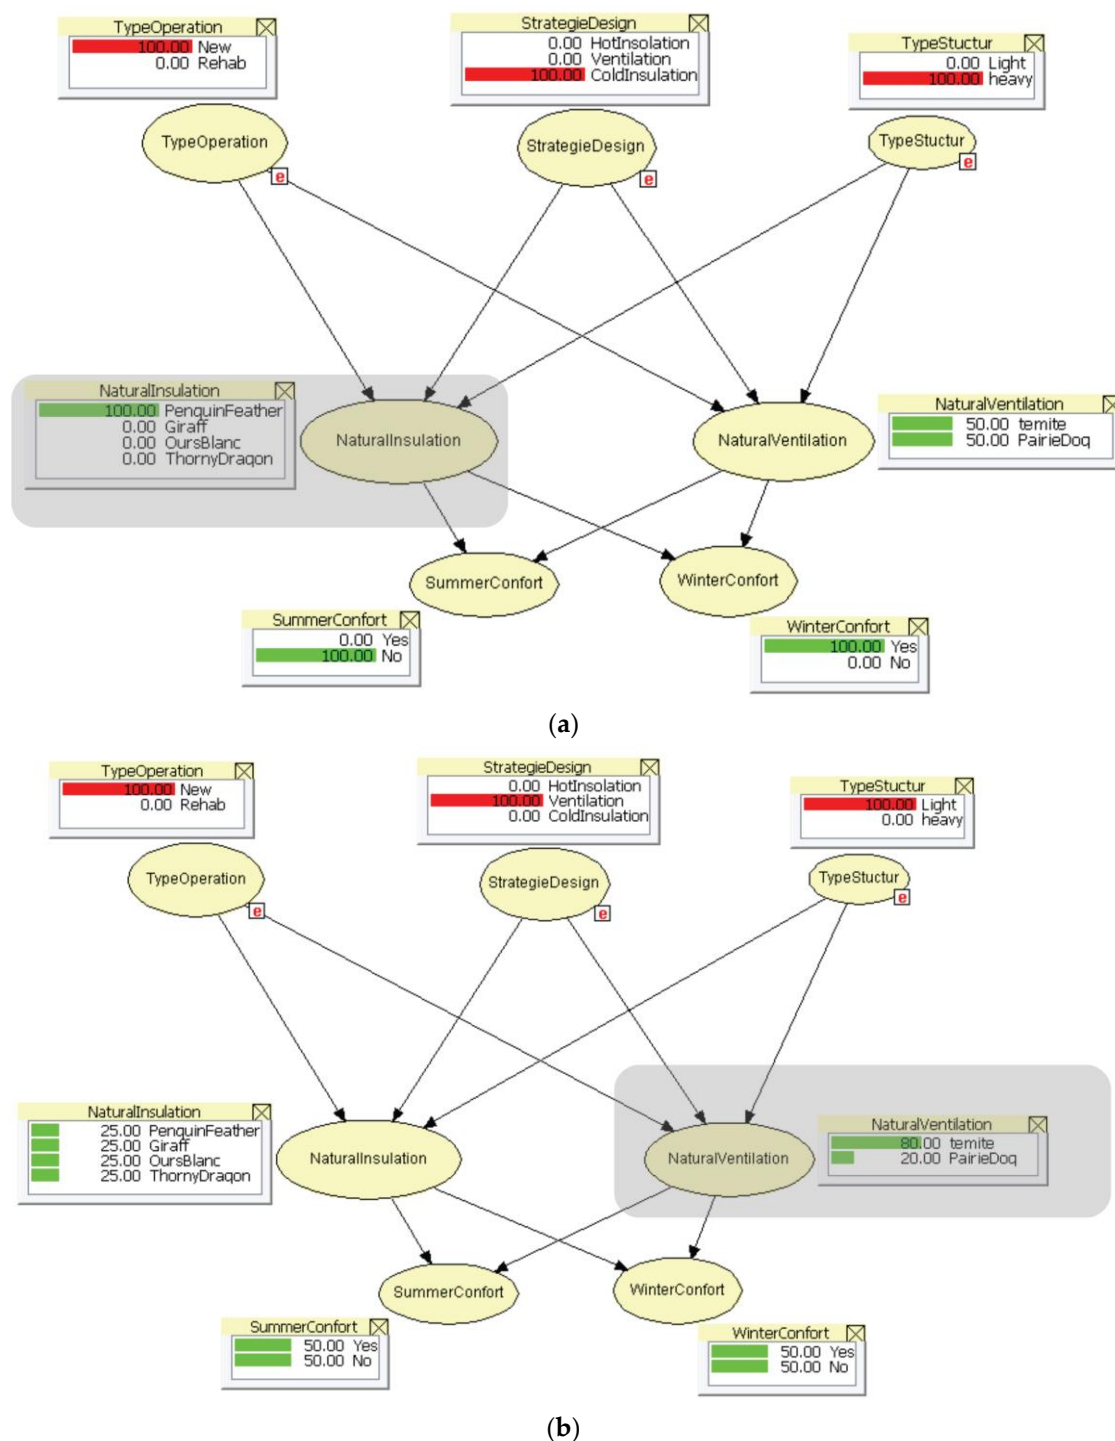 TypeOperation
100.00 New
0.00 Rehab
StrategieDesign
0.00 HotInsolation
0.00 Ventilation
100.00 ColdInsulation
TypeStuctur
0.00 Light
100.00 heavy
TypeOperation
e
StrategieDesign
e
TypeStuctur
e
NaturalInsulation
100.00 PenquinFeather
0.00 Giraff
0.00 OursBlanc
0.00 ThornyDraqon
NaturalInsulation
NaturalVentilation
NaturalVentilation
50.00 temite
50.00 PairieDoq
SummerConfort
WinterConfort
SummerConfort
0.00 Yes
100.00 No
WinterConfort
100.00 Yes
0.00 No
(a)
TypeOperation
100.00 New
0.00 Rehab
StrategieDesign
0.00 HotInsolation
100.00 Ventilation
0.00 ColdInsulation
TypeStuctur
100.00 Light
0.00 heavy
TypeOperation
e
StrategieDesign
e
TypeStuctur
e
NaturalInsulation
25.00 PenquinFeather
25.00 Giraff
25.00 OursBlanc
25.00 ThornyDraqon
NaturalInsulation
NaturalVentilation
NaturalVentilation
80.00 temite
20.00 PairieDoq
SummerConfort
WinterConfort
SummerConfort
50.00 Yes
50.00 No
WinterConfort
50.00 Yes
50.00 No
(b)